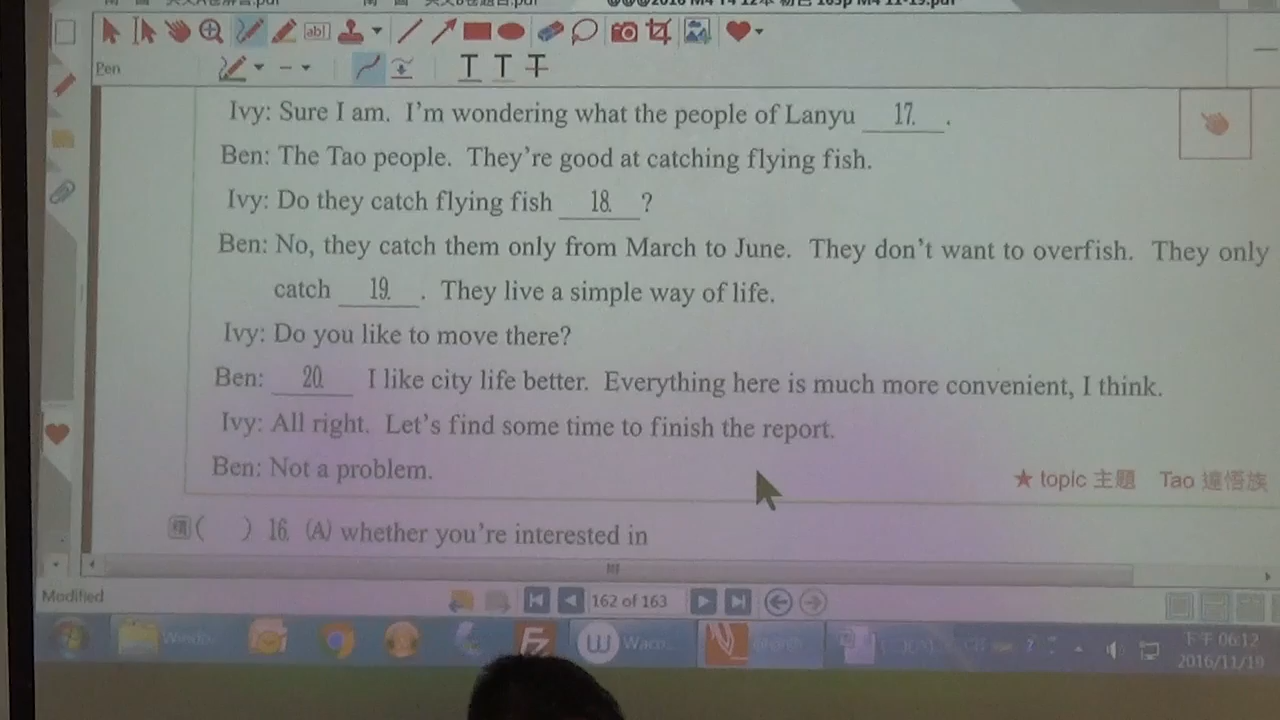 Pen
Ivy: Sure I am. I'm wondering what the people of Lanyu 17. .
Ben: The Tao people. They're good at catching flying fish.
Ivy: Do they catch flying fish 18. ?
Ben: No, they catch them only from March to June. They don't want to overfish. They only
catch 19. . They live a simple way of life.
Ivy: Do you like to move there?
Ben: 20. I like city life better. Everything here is much more convenient, I think.
Ivy: All right. Let's find some time to finish the report.
Ben: Not a problem.
★ topic 主題 Tao 達悟族
( ) 16. (A) whether you're interested in
Modified
162 of 163
下午 06:12
2016/11/19